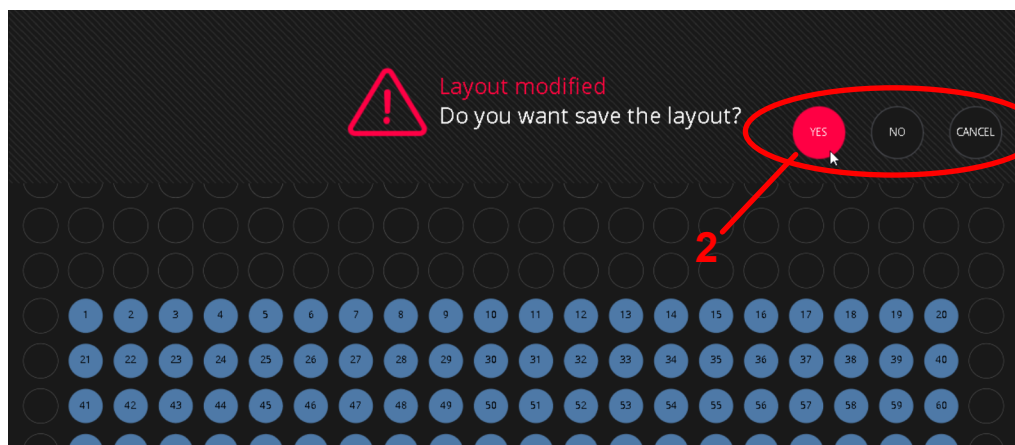 Layout modified
Do you want save the layout?
YES NO CANCEL
2
1 2 3 4 5 6 7 8 9 10 11 12 13 14 15 16 17 18 19 20
21 22 23 24 25 26 27 28 29 30 31 32 33 34 35 36 37 38 39 40
41 42 43 44 45 46 47 48 49 50 51 52 53 54 55 56 57 58 59 60